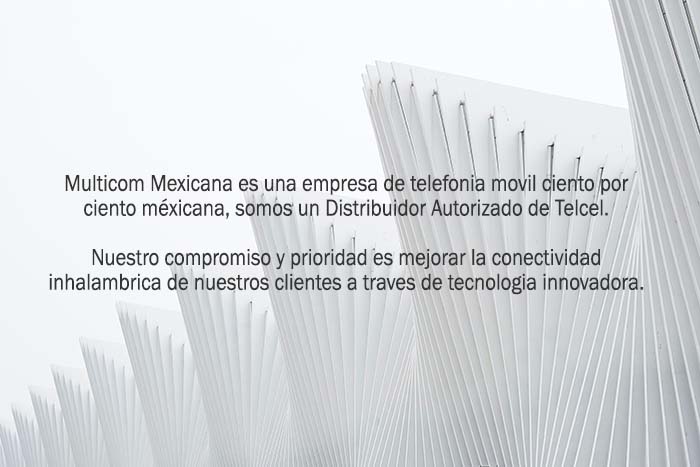 Multicom Mexicana es una empresa de telefonia movil ciento por
ciento méxicana, somos un Distribuidor Autorizado de Telcel.
Nuestro compromiso y prioridad es mejorar la conectividad
inhalambrica de nuestros clientes a traves de tecnologia innovadora.